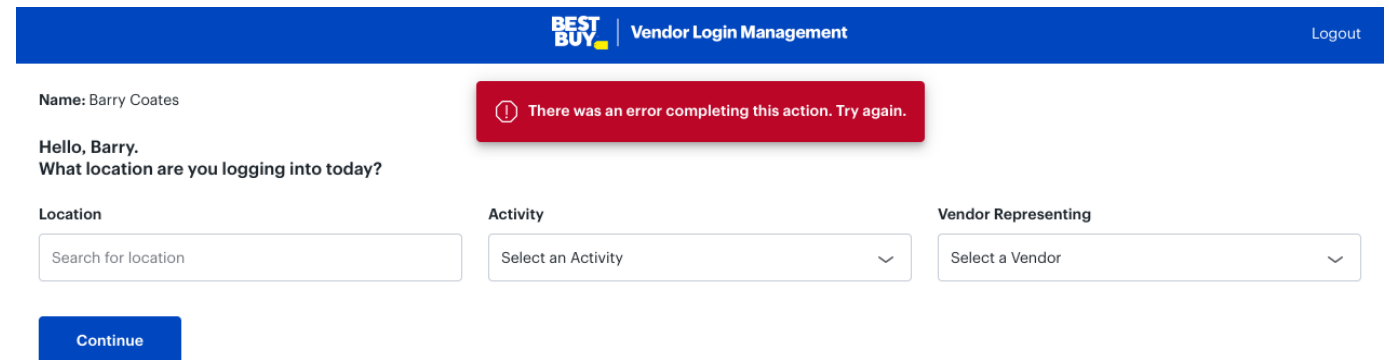 BEST BUY Vendor Login Management Logout
Name: Barry Coates
There was an error completing this action. Try again.
Hello, Barry.
What location are you logging into today?
Location Activity Vendor Representing
Search for location Select an Activity Select a Vendor
Continue